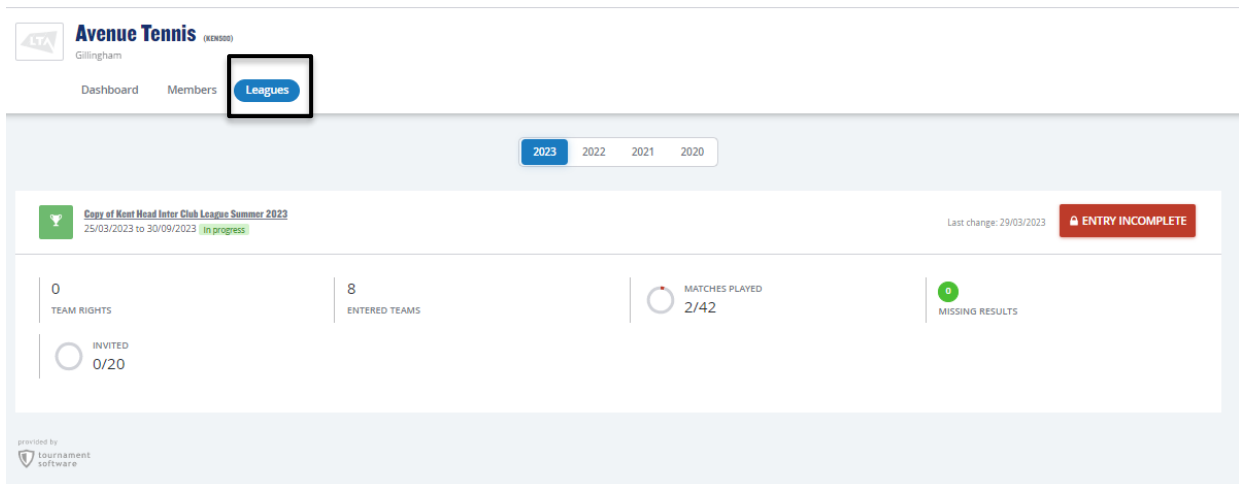 LTA
Avenue Tennis (KEN500)
Gillingham
Dashboard Members Leagues
2023 2022 2021 2020
Copy of Kent Head Inter Club League Summer 2023
25/03/2023 to 30/09/2023 In progress
Last change: 29/03/2023
ENTRY INCOMPLETE
0
TEAM RIGHTS
8
ENTERED TEAMS
MATCHES PLAYED
2/42
0
MISSING RESULTS
INVITED
0/20
provided by
tournament
software